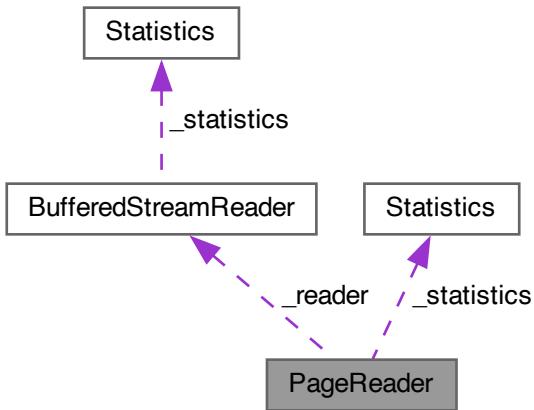 Statistics
_statistics
BufferedStreamReader
Statistics
_reader
_statistics
PageReader